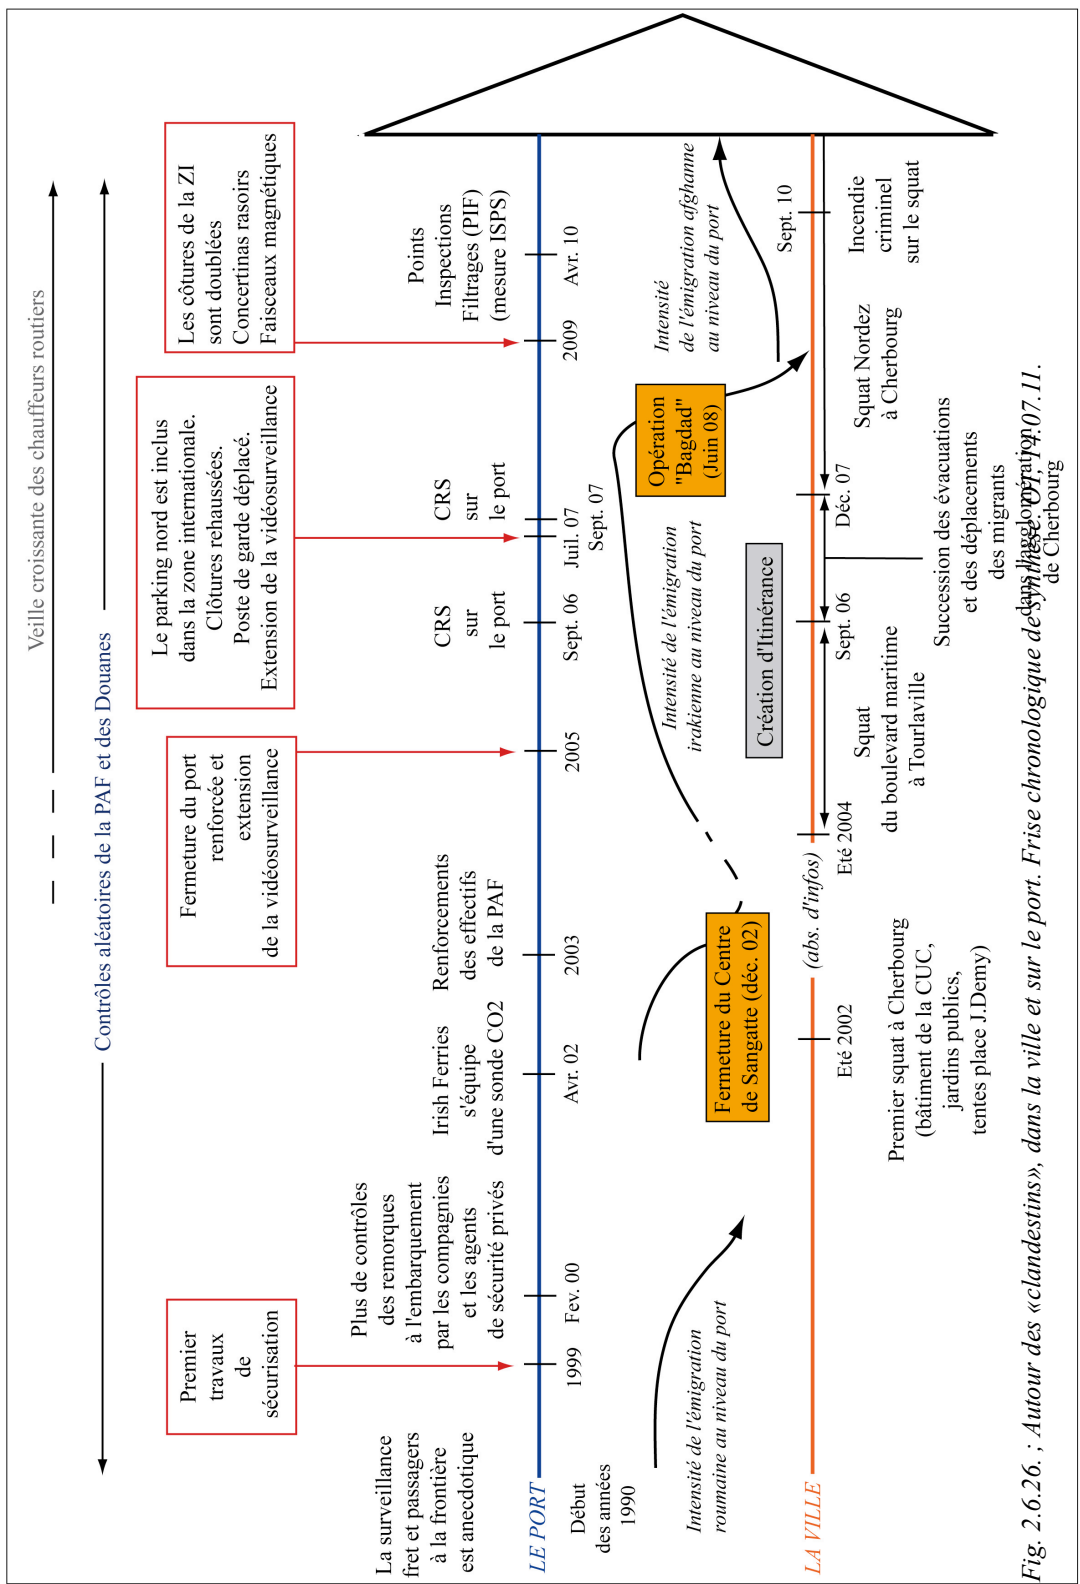 Veille croissante des chauffeurs routiers
Contrôles aléatoires de la PAF et des Douanes
Premier
travaux
de
sécurisation
Fermeture du port
renforcée et
extension
de la vidéosurveillance
Le parking nord est inclus
dans la zone internationale.
Clôtures rehaussées.
Poste de garde déplacé.
Extension de la vidéosurveillance
Les côtures de la ZI
sont doublées
Concertinas rasoirs
Faisceaux magnétiques
La surveillance
fret et passagers
à la frontière
est anecdotique
Plus de contrôles
des remorques
à l'embarquement
par les compagnies
et les agents
de sécurité privés
Irish Ferries
s'équipe
d'une sonde CO2
Renforcements
des effectifs
de la PAF
CRS
sur
le port
CRS
sur
le port
Points
Inspections
Filtrages (PIF)
(mesure ISPS)
LE PORT
Début
des années
1990
1999
Fev. 00
Avr. 02
2003
2005
Sept. 06
Juil. 07
Sept. 07
2009
Avr. 10
Intensité de l'émigration
roumaine au niveau du port
Fermeture du Centre
de Sangatte (déc. 02)
Intensité de l'émigration
irakienne au niveau du port
Opération
"Bagdad"
(Juin 08)
Intensité
de l'émigration afghanne
au niveau du port
Création d'Itinérance
LA VILLE
(abs. d'infos)
Eté 2002
Eté 2004
Sept. 06
Déc. 07
Sept. 10
Premier squat à Cherbourg
(bâtiment de la CUC,
jardins publics,
tentes place J.Demy)
Squat
du boulevard maritime
à Tourlaville
Succession des évacuations
et des déplacements
des migrants
dans l'agglomération
de Cherbourg
Squat Nordez
à Cherbourg
Incendie
criminel
sur le squat
Fig. 2.6.26. ; Autour des «clandestins», dans la ville et sur le port. Frise chronologique de synthèse. OT, 14.07.11.